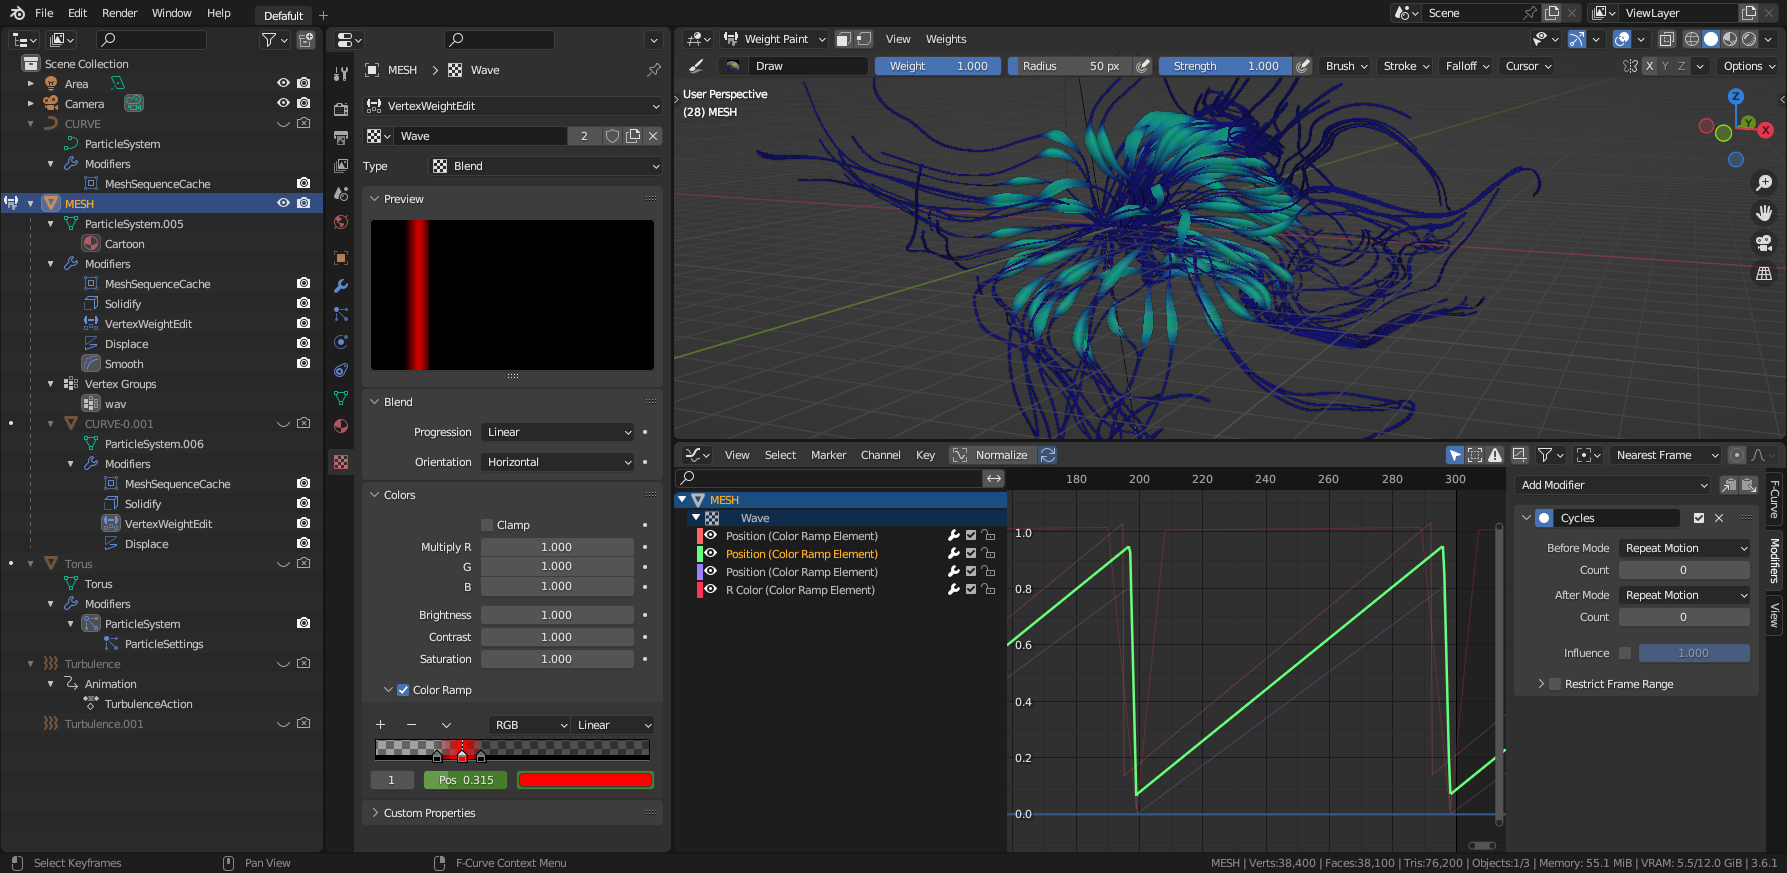 File Edit Render Window Help Defafult + Scene ViewLayer
Scene Collection
Area
Camera
CURVE
ParticleSystem
Modifiers
MeshSequenceCache
MESH
ParticleSystem.005
Cartoon
Modifiers
MeshSequenceCache
Solidify
VertexWeightEdit
Displace
Smooth
Vertex Groups
wav
CURVE-0.001
ParticleSystem.006
Modifiers
MeshSequenceCache
Solidify
VertexWeightEdit
Displace
Torus
Torus
Modifiers
ParticleSystem
ParticleSettings
Turbulence
Animation
TurbulenceAction
Turbulence.001
MESH > Wave
VertexWeightEdit
Wave 2
Type Blend
Preview
Blend
Progression Linear
Orientation Horizontal
Colors
Clamp
Multiply R 1.000
G 1.000
B 1.000
Brightness 1.000
Contrast 1.000
Saturation 1.000
Color Ramp
+ − RGB Linear
1 Pos 0.315
Custom Properties
Weight Paint View Weights
Draw Weight 1.000 Radius 50 px Strength 1.000 Brush Stroke Falloff Cursor X Y Z Options
User Perspective
(28) MESH
Z
Y
X
View Select Marker Channel Key Normalize Nearest Frame
MESH
Wave
Position (Color Ramp Element)
Position (Color Ramp Element)
Position (Color Ramp Element)
R Color (Color Ramp Element)
180 200 220 240 260 280 300
1.0
0.8
0.6
0.4
0.2
0.0
Add Modifier
Cycles
Before Mode Repeat Motion
Count 0
After Mode Repeat Motion
Count 0
Influence 1.000
Restrict Frame Range
F-Curve
Modifiers
View
Select Keyframes Pan View F-Curve Context Menu MESH | Verts:38,400 | Faces:38,100 | Tris:76,200 | Objects:1/3 | Memory: 55.1 MiB | VRAM: 5.5/12.0 GiB | 3.6.1